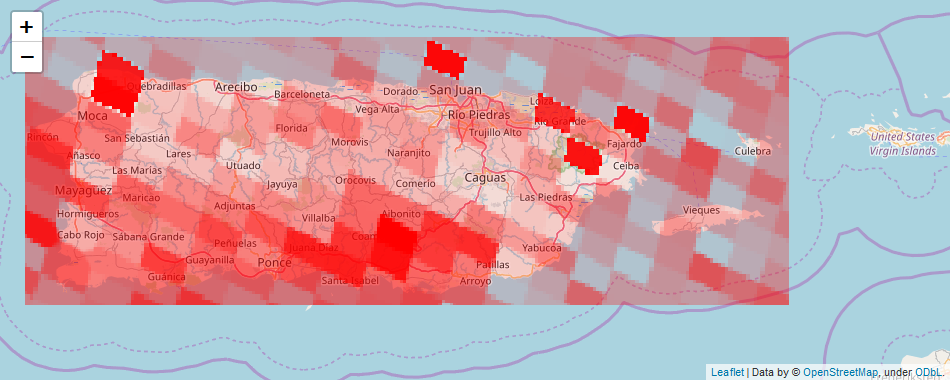 +
−
Quebradillas
Arecibo
Barceloneta
Dorado
San Juan
Loíza
Moca
Vega Alta
Río Piedras
Río Grande
Rincón
San Sebastián
Florida
Trujillo Alto
Fajardo
United States
Virgin Islands
Añasco
Lares
Morovis
Naranjito
Culebra
Las Marías
Utuado
Ceiba
Mayagüez
Maricao
Jayuya
Orocovis
Comerío
Caguas
Las Piedras
Hormigueros
Adjuntas
Villalba
Aibonito
Vieques
Cabo Rojo
Sábana Grande
Peñuelas
Juana Díaz
Coamo
Yabucoa
Guayanilla
Ponce
Patillas
Guánica
Santa Isabel
Arroyo
Leaflet | Data by © OpenStreetMap, under ODbL.